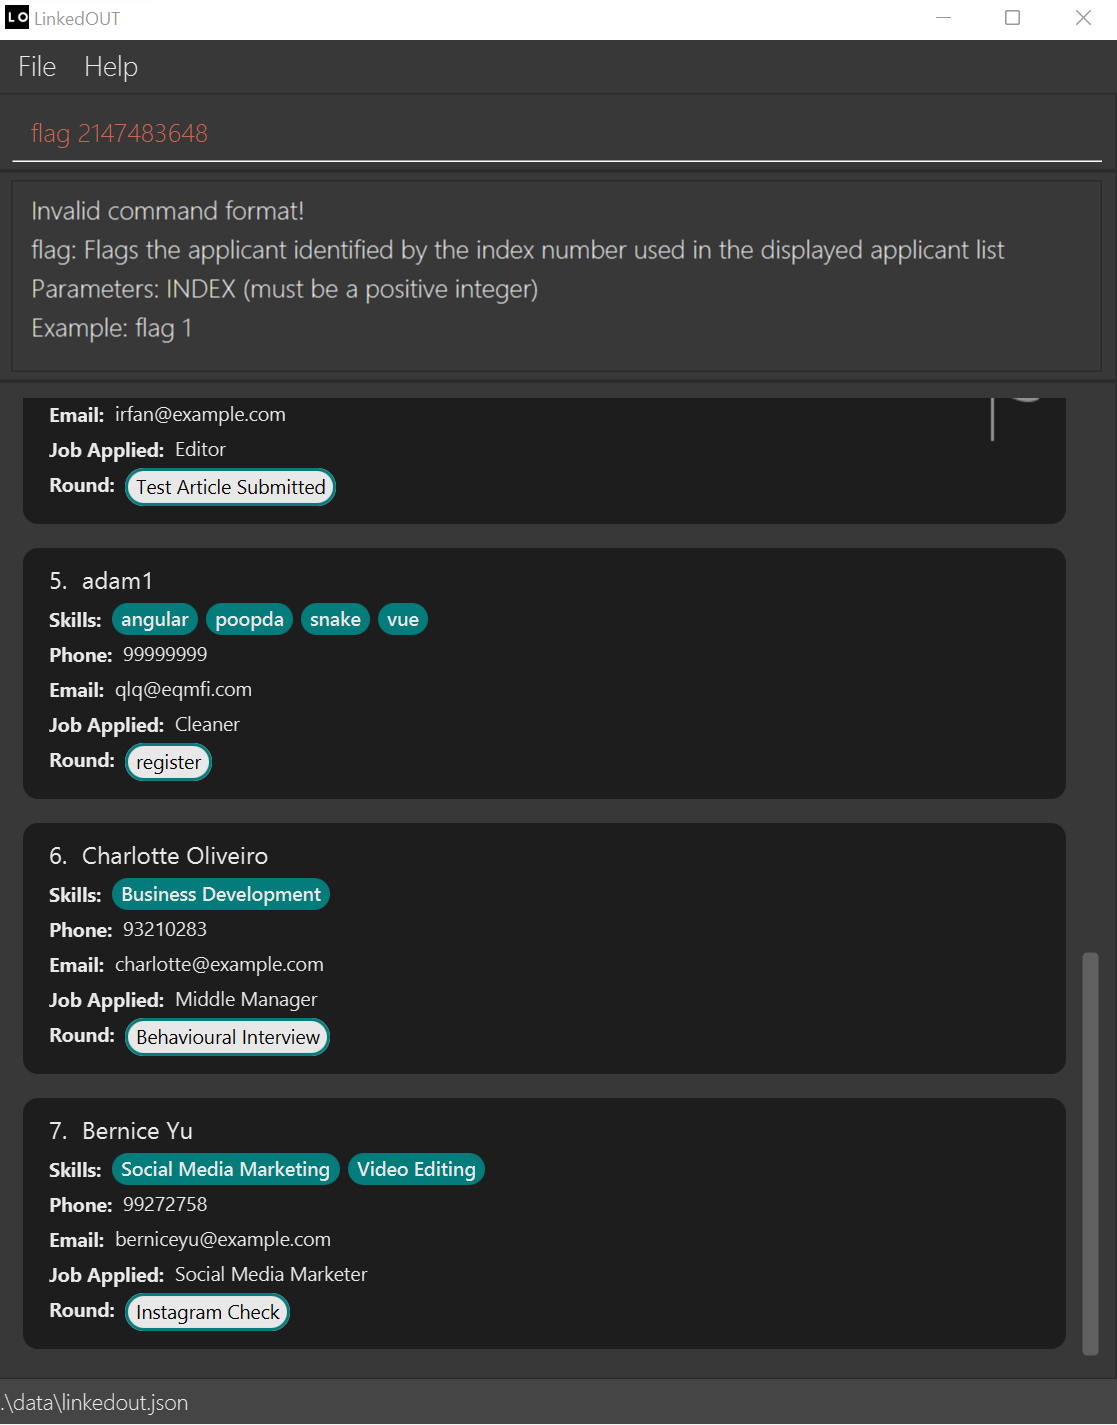 LO LinkedOUT
File Help
flag 2147483648
Invalid command format!
flag: Flags the applicant identified by the index number used in the displayed applicant list
Parameters: INDEX (must be a positive integer)
Example: flag 1
Email: irfan@example.com
Job Applied: Editor
Round: Test Article Submitted
5. adam1
Skills: angular poopda snake vue
Phone: 99999999
Email: qlq@eqmfi.com
Job Applied: Cleaner
Round: register
6. Charlotte Oliveiro
Skills: Business Development
Phone: 93210283
Email: charlotte@example.com
Job Applied: Middle Manager
Round: Behavioural Interview
7. Bernice Yu
Skills: Social Media Marketing Video Editing
Phone: 99272758
Email: berniceyu@example.com
Job Applied: Social Media Marketer
Round: Instagram Check
.\data\linkedout.json